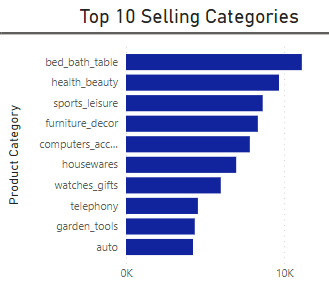 Top 10 Selling Categories
Product Category
bed_bath_table
health_beauty
sports_leisure
furniture_decor
computers_acc...
housewares
watches_gifts
telephony
garden_tools
auto
0K 10K